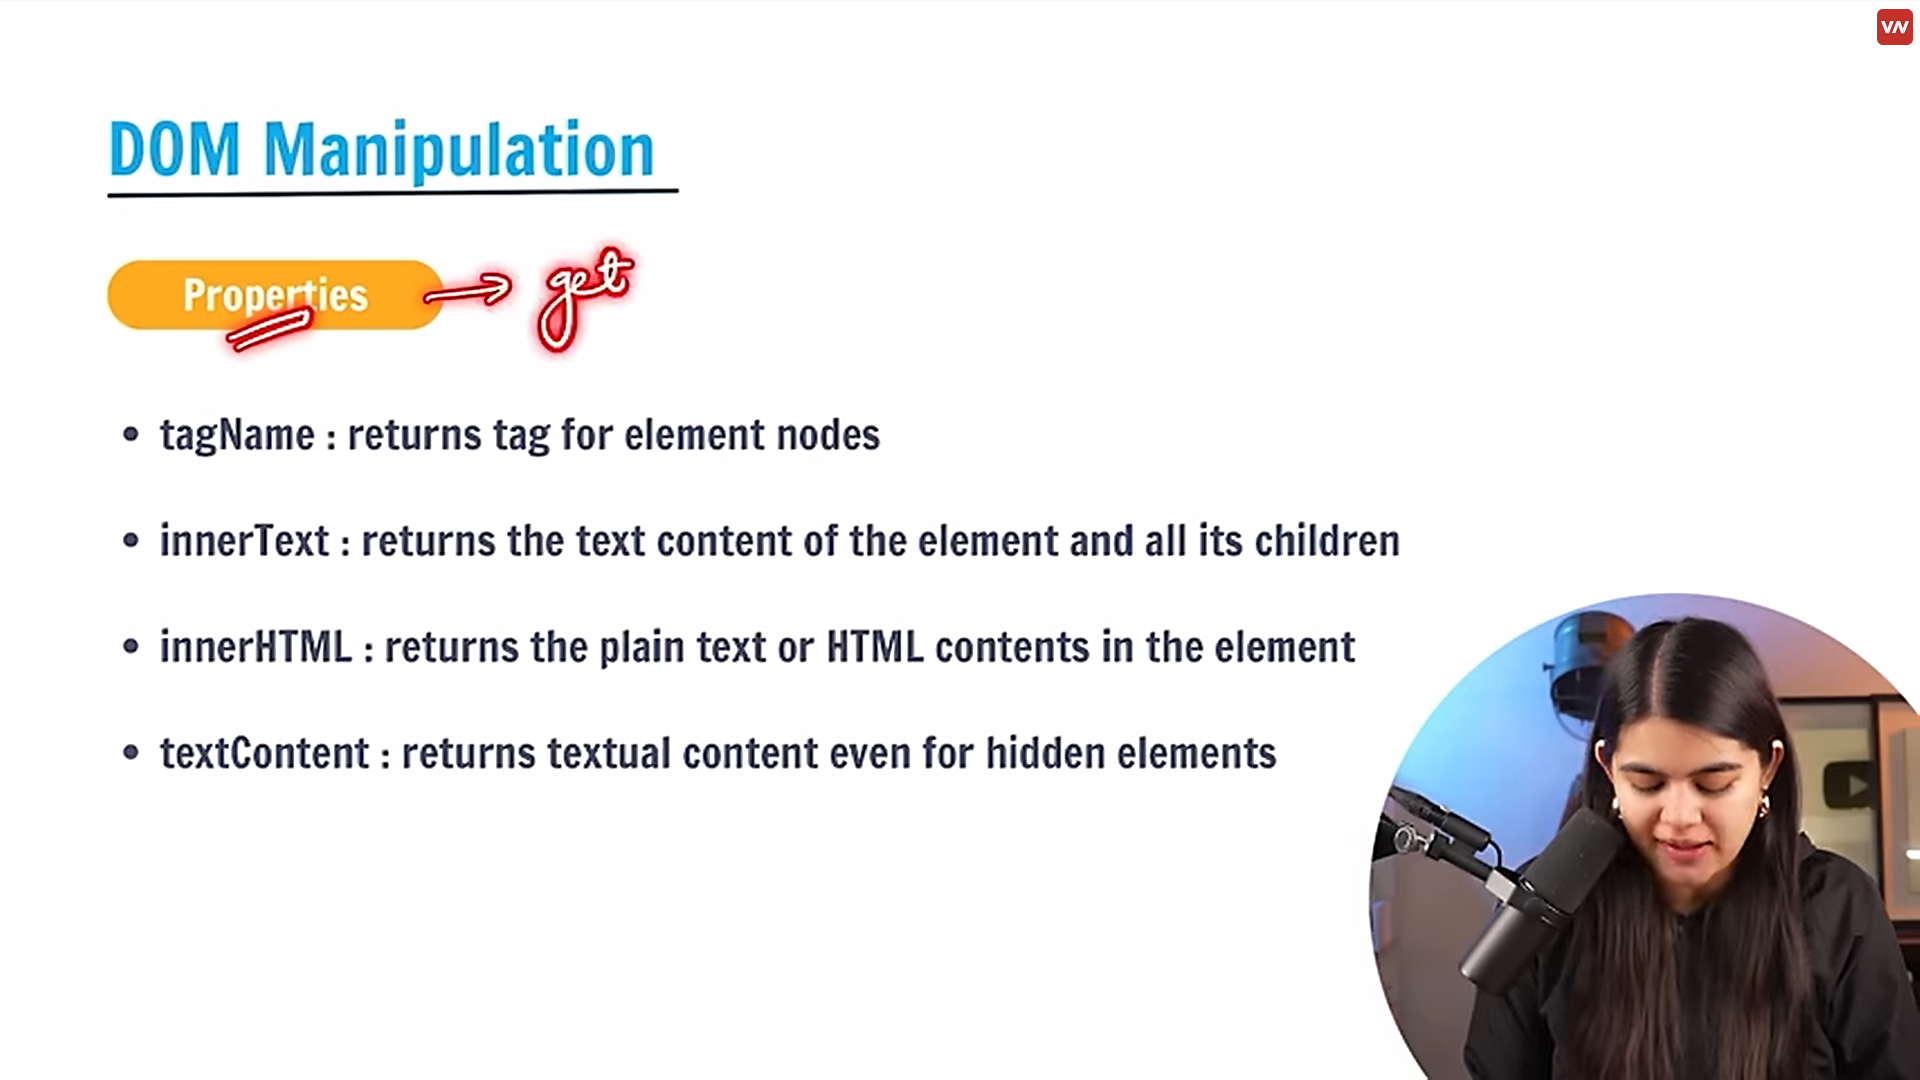 VN
DOM Manipulation
Properties → get
• tagName : returns tag for element nodes
• innerText : returns the text content of the element and all its children
• innerHTML : returns the plain text or HTML contents in the element
• textContent : returns textual content even for hidden elements